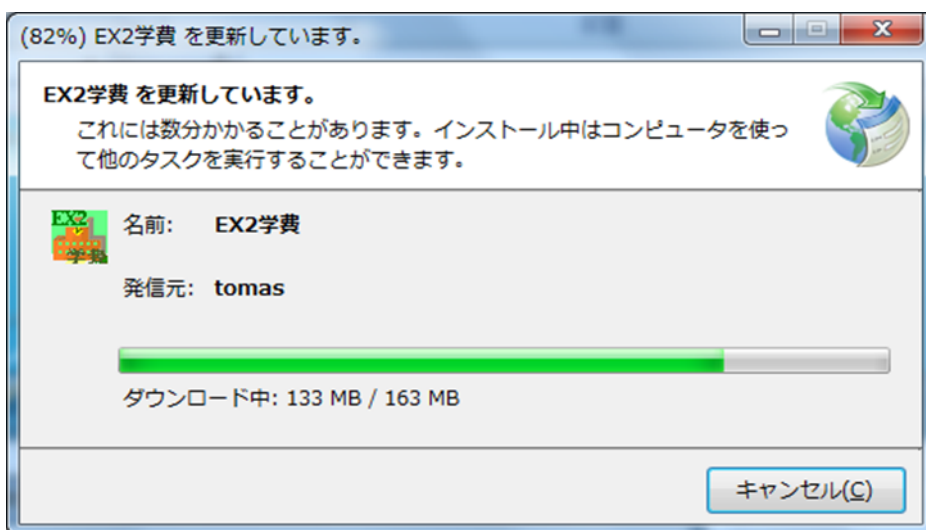 (82%) EX2学費 を更新しています。
EX2学費 を更新しています。
これには数分かかることがあります。インストール中はコンピュータを使っ
て他のタスクを実行することができます。
EX2
学費
名前: EX2学費
発信元: tomas
ダウンロード中: 133 MB / 163 MB
キャンセル(C)